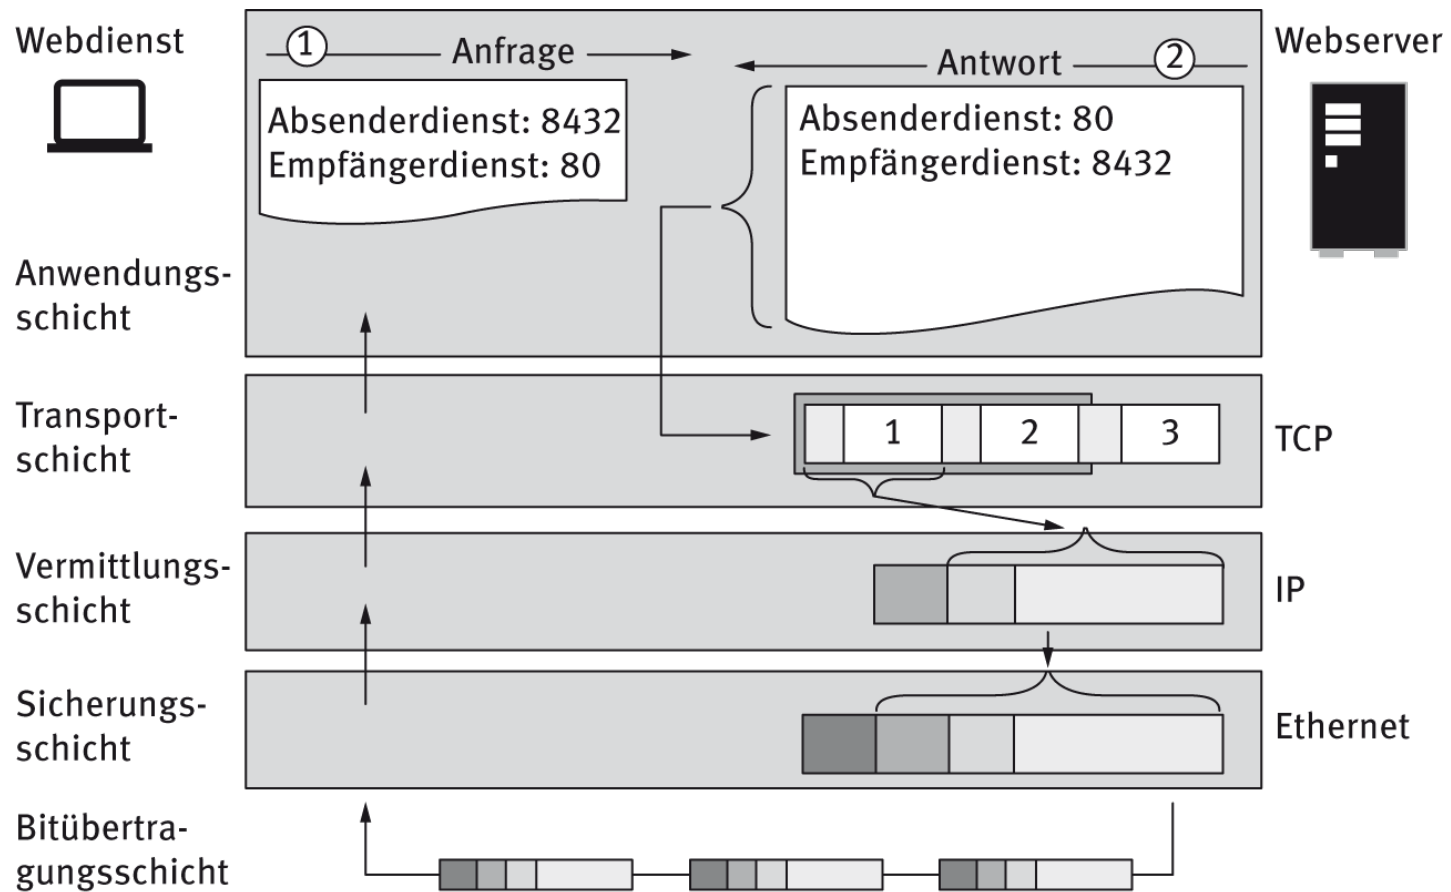 Webdienst
1
Anfrage
Antwort
2
Webserver
Absenderdienst: 8432
Empfängerdienst: 80
Absenderdienst: 80
Empfängerdienst: 8432
Anwendungs-
schicht
Transport-
schicht
1
2
3
TCP
Vermittlungs-
schicht
IP
Sicherungs-
schicht
Ethernet
Bitübertra-
gungsschicht